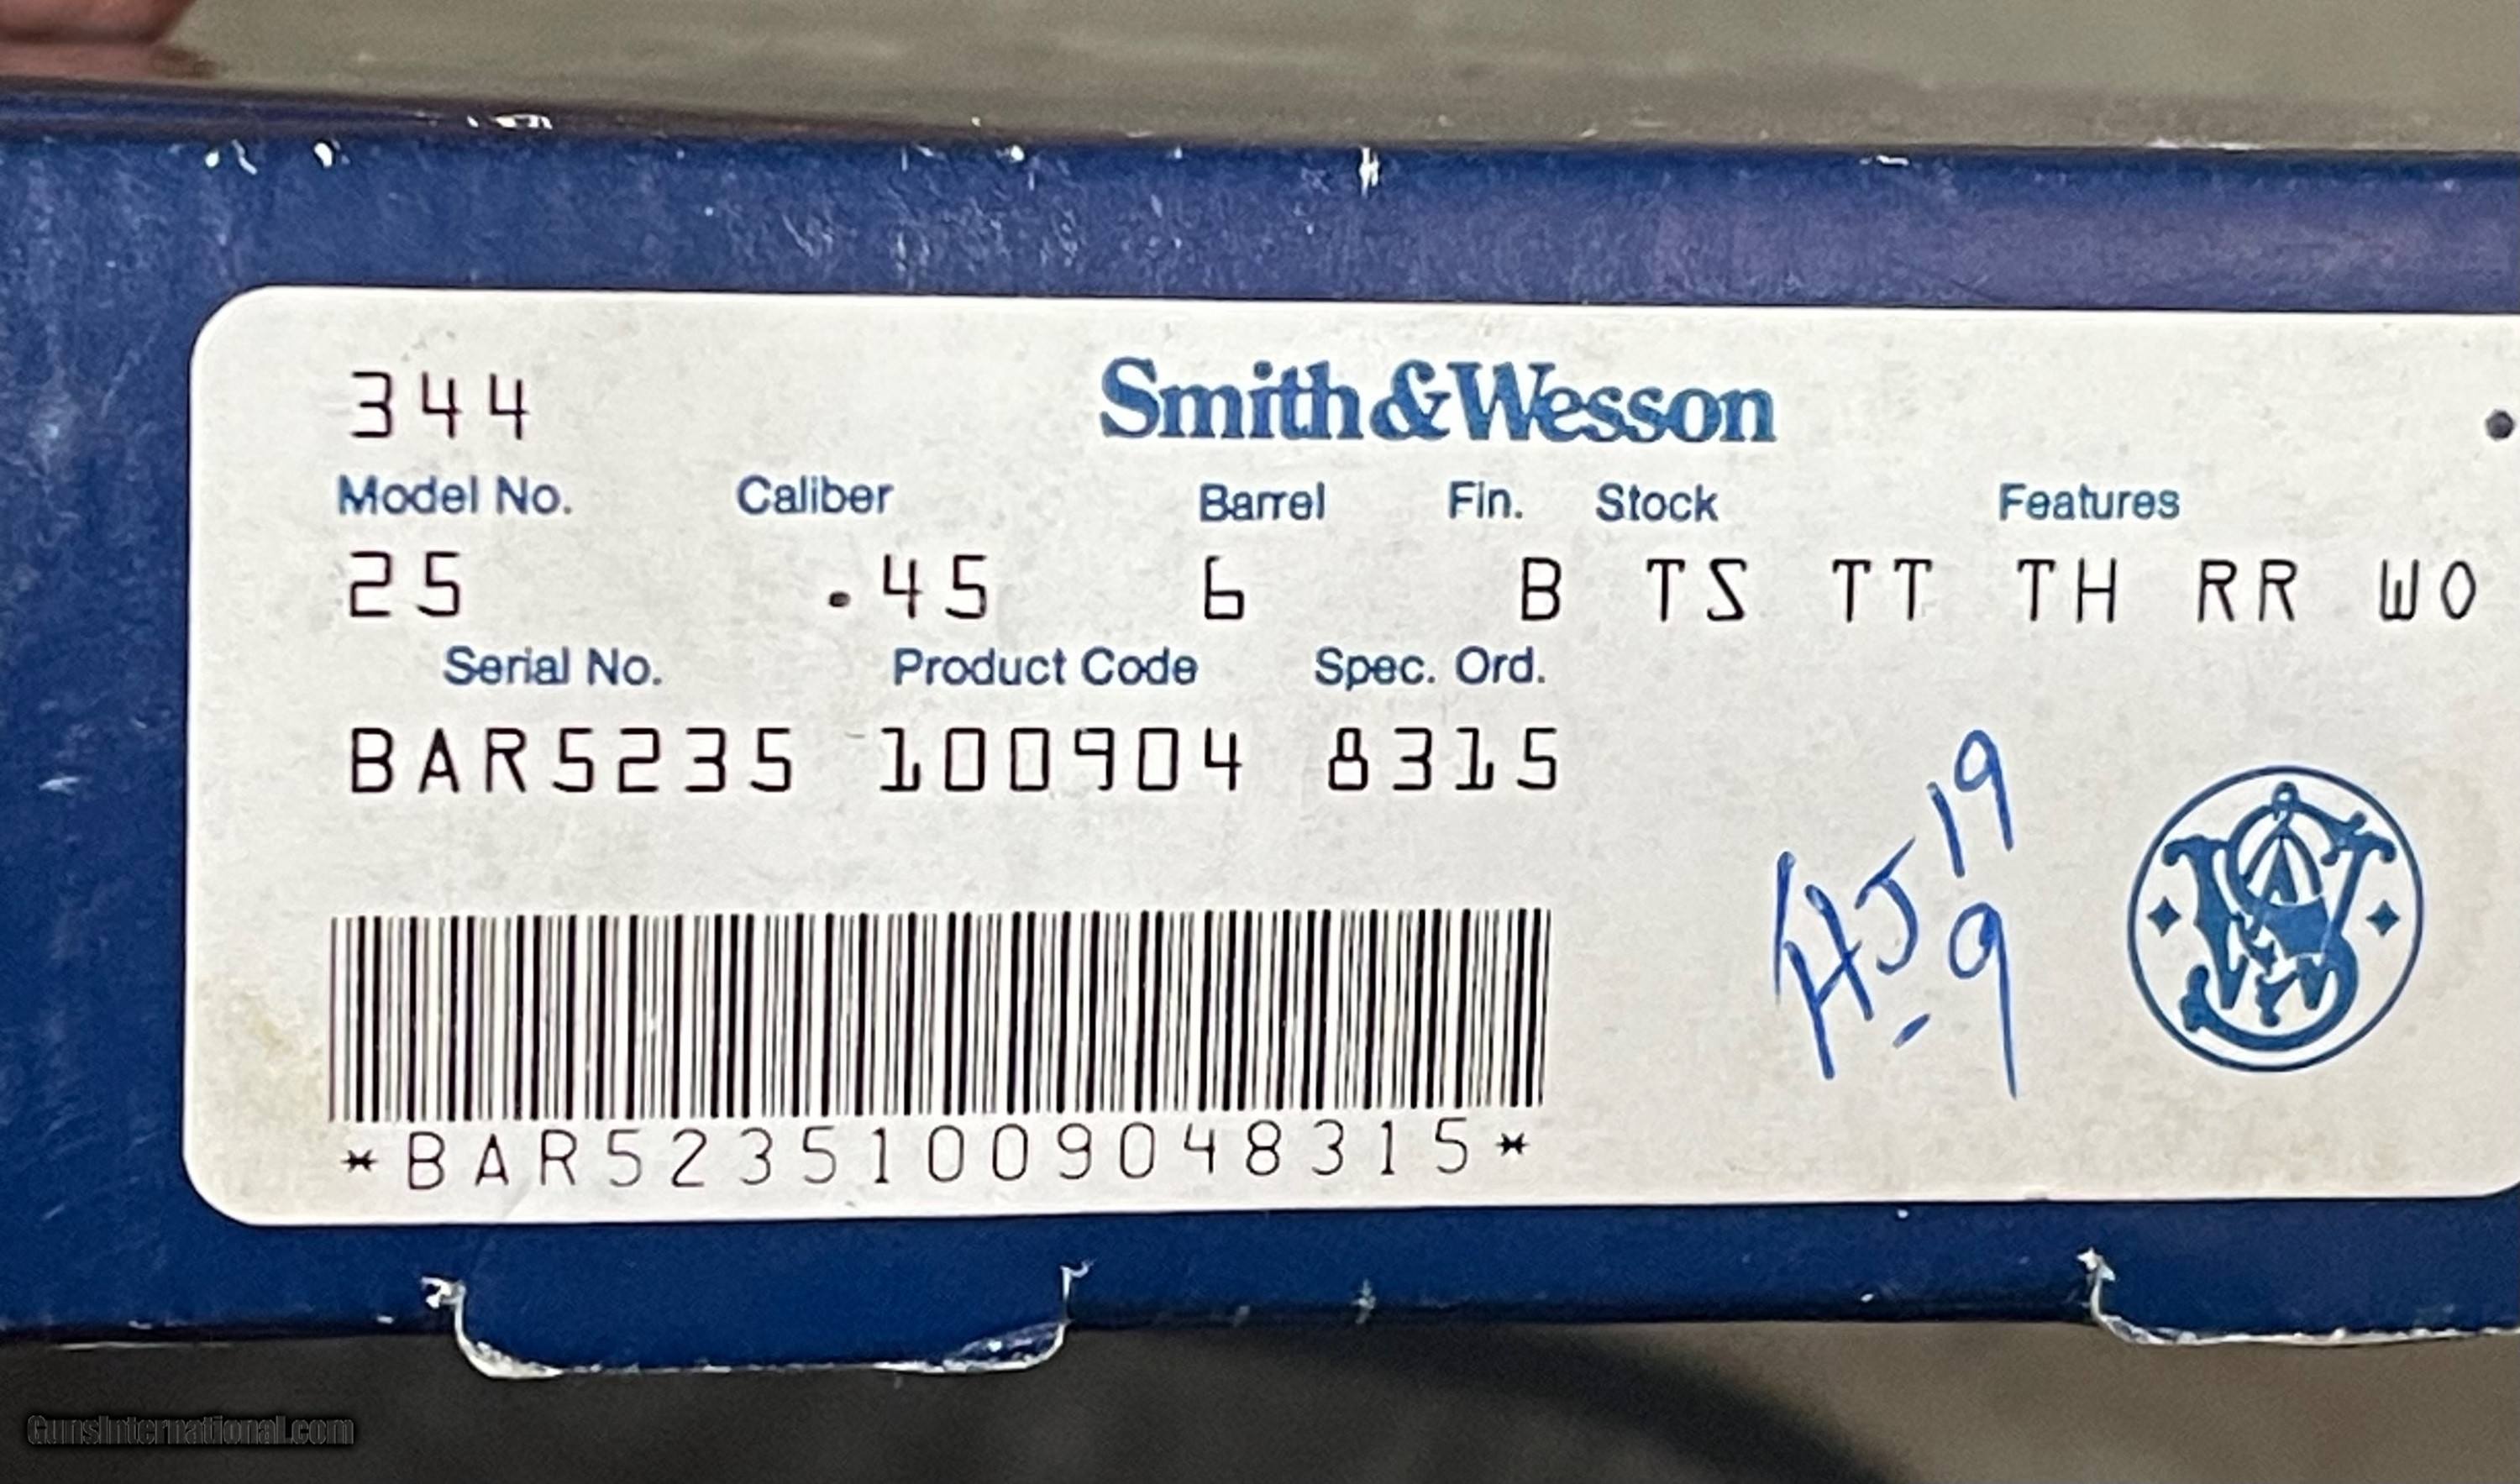 344
Smith & Wesson
Model No. Caliber Barrel Fin. Stock Features
25 .45 6 B TS TT TH RR WO
Serial No. Product Code Spec. Ord.
BAR5235 100904 8315
HJ 19
-9
*BAR52351009048315*
GunsInternational.com